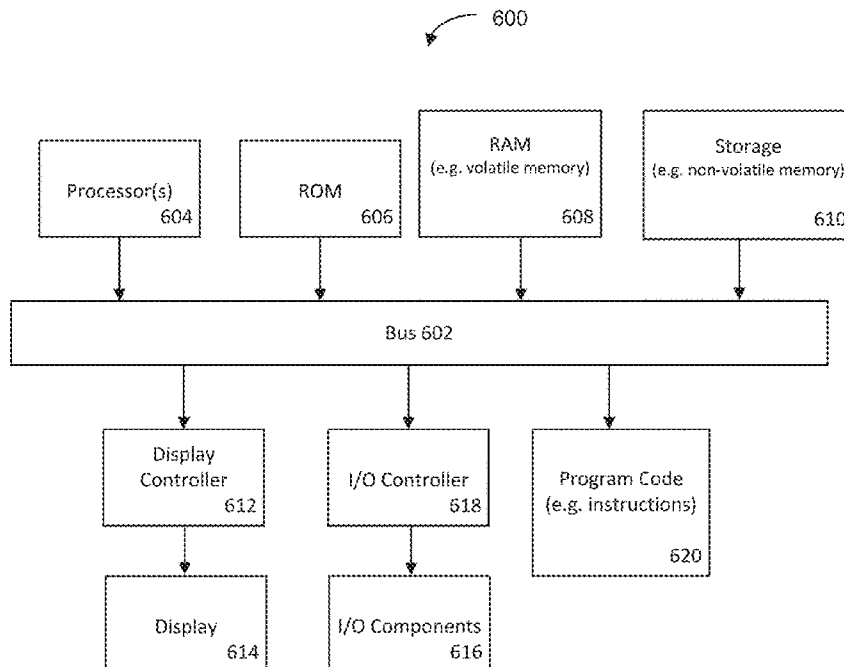 600
Processor(s)
604
ROM
606
RAM
(e.g. volatile memory)
608
Storage
(e.g. non-volatile memory)
610
Bus 602
Display
Controller
612
I/O Controller
618
Program Code
(e.g. instructions)
620
Display
614
I/O Components
616